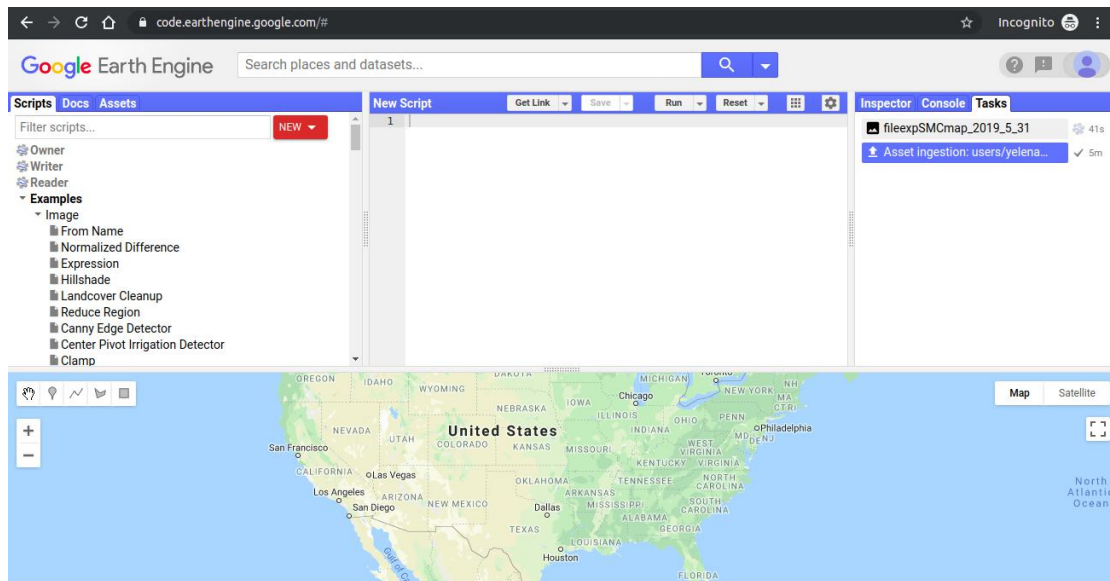 code.earthengine.google.com/#
Incognito
Google Earth Engine
Search places and datasets...
Scripts Docs Assets
Filter scripts...
NEW
Owner
Writer
Reader
Examples
Image
From Name
Normalized Difference
Expression
Hillshade
Landcover Cleanup
Reduce Region
Canny Edge Detector
Center Pivot Irrigation Detector
Clamp
New Script
Get Link
Save
Run
Reset
1
Inspector Console Tasks
fileexpSMCmap_2019_5_31
41s
Asset ingestion: users/yelena...
5m
Map
Satellite
OREGON
IDAHO
WYOMING
DAKOTA
MICHIGAN
Toronto
NEW YORK
NH
MA
CT RI
IOWA
Chicago
NEBRASKA
ILLINOIS
INDIANA
OHIO
PENN
Philadelphia
MD
DE NJ
NEVADA
UTAH
United States
COLORADO
KANSAS
MISSOURI
WEST
VIRGINIA
KENTUCKY
VIRGINIA
San Francisco
CALIFORNIA
Las Vegas
OKLAHOMA
TENNESSEE
NORTH
CAROLINA
Los Angeles
ARIZONA
NEW MEXICO
ARKANSAS
MISSISSIPPI
SOUTH
CAROLINA
San Diego
Dallas
ALABAMA
GEORGIA
TEXAS
LOUISIANA
Houston
FLORIDA
Gulf of Ca
North
Atlantic
Ocean